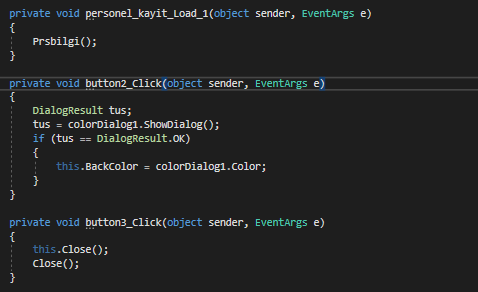 private void personel_kayit_Load_1(object sender, EventArgs e)
{
Prsbilgi();
}
private void button2_Click(object sender, EventArgs e)
{
DialogResult tus;
tus = colorDialog1.ShowDialog();
if (tus == DialogResult.OK)
{
this.BackColor = colorDialog1.Color;
}
}
private void button3_Click(object sender, EventArgs e)
{
this.Close();
Close();
}